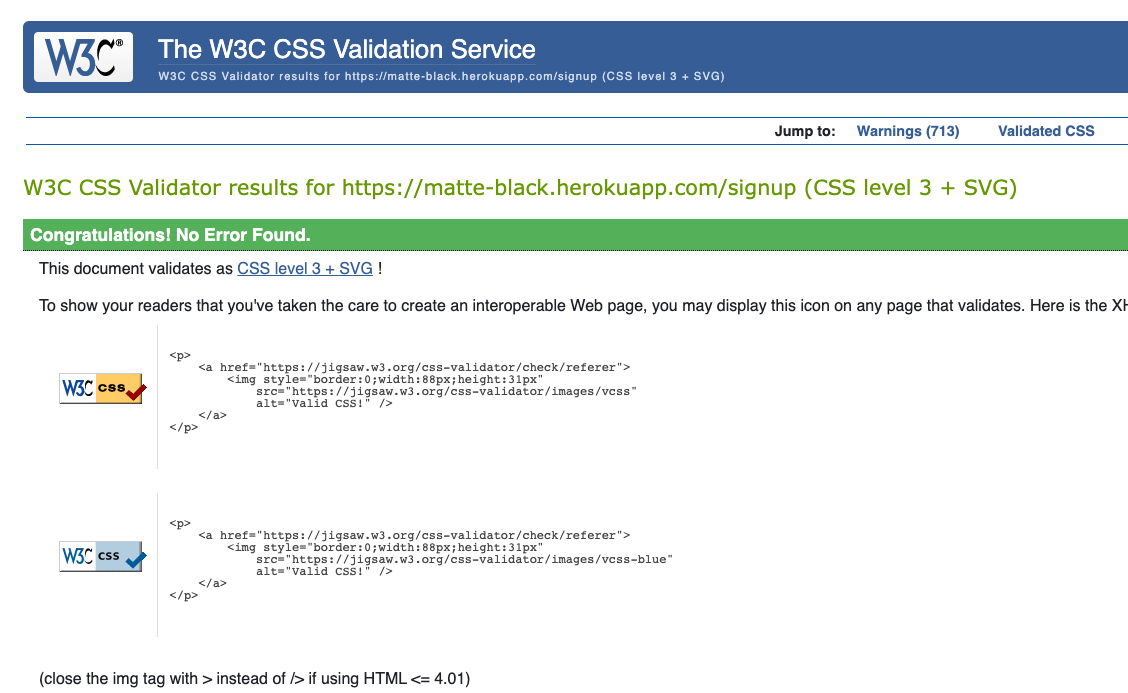 W3C®
The W3C CSS Validation Service
W3C CSS Validator results for https://matte-black.herokuapp.com/signup (CSS level 3 + SVG)
Jump to: Warnings (713) Validated CSS
W3C CSS Validator results for https://matte-black.herokuapp.com/signup (CSS level 3 + SVG)
Congratulations! No Error Found.
This document validates as CSS level 3 + SVG !
To show your readers that you've taken the care to create an interoperable Web page, you may display this icon on any page that validates. Here is the XH
W3C css
<p>
<a href="https://jigsaw.w3.org/css-validator/check/referer">
<img style="border:0;width:88px;height:31px"
src="https://jigsaw.w3.org/css-validator/images/vcss"
alt="Valid CSS!" />
</a>
</p>
W3C css
<p>
<a href="https://jigsaw.w3.org/css-validator/check/referer">
<img style="border:0;width:88px;height:31px"
src="https://jigsaw.w3.org/css-validator/images/vcss-blue"
alt="Valid CSS!" />
</a>
</p>
(close the img tag with > instead of /> if using HTML <= 4.01)